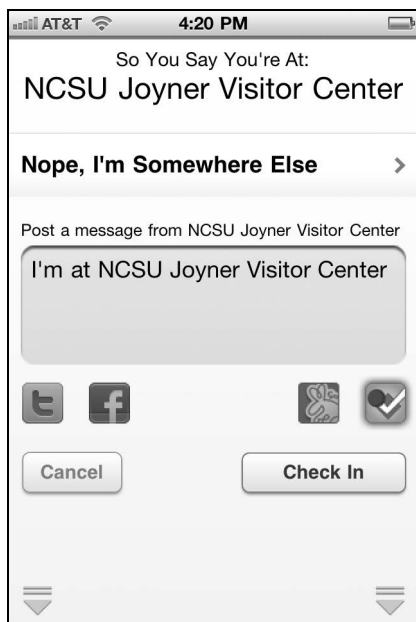 AT&T 4:20 PM
So You Say You're At:
NCSU Joyner Visitor Center
Nope, I'm Somewhere Else
Post a message from NCSU Joyner Visitor Center
I'm at NCSU Joyner Visitor Center
t f
Cancel Check In